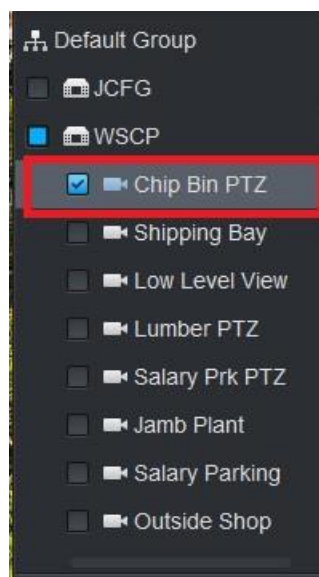 Default Group
JCFG
WSCP
Chip Bin PTZ
Shipping Bay
Low Level View
Lumber PTZ
Salary Prk PTZ
Jamb Plant
Salary Parking
Outside Shop